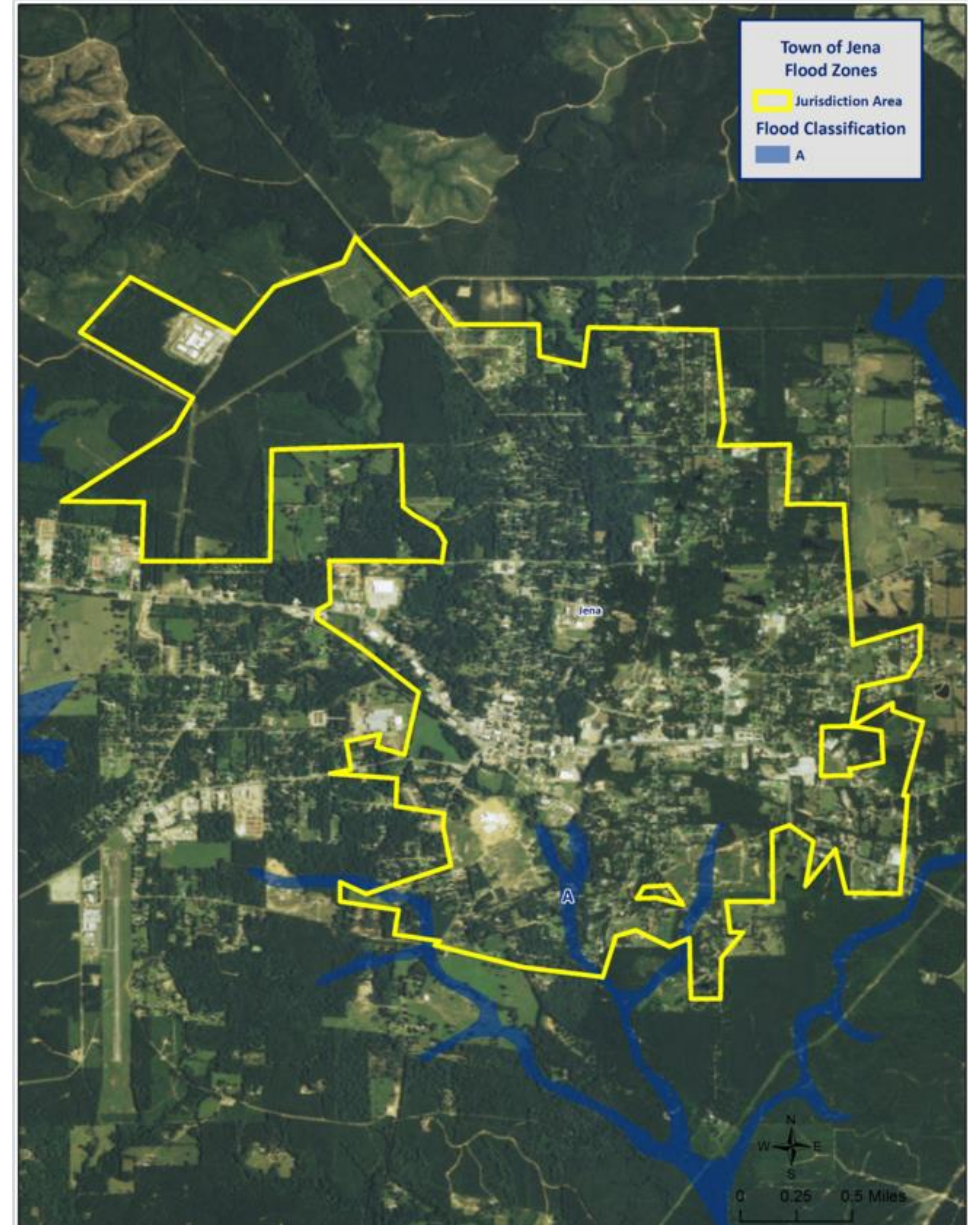 Town of Jena
Flood Zones
Jurisdiction Area
Flood Classification
A
Jena
A
N
W E
S
0 0.25 0.5 Miles